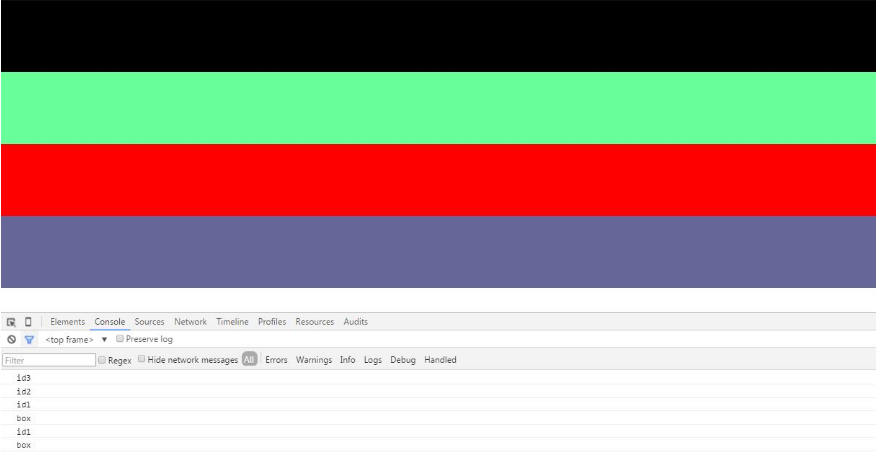 Elements Console Sources Network Timeline Profiles Resources Audits
<top frame> ▼ Preserve log
Filter Regex Hide network messages All Errors Warnings Info Logs Debug Handled
id3
id2
id1
box
id1
box